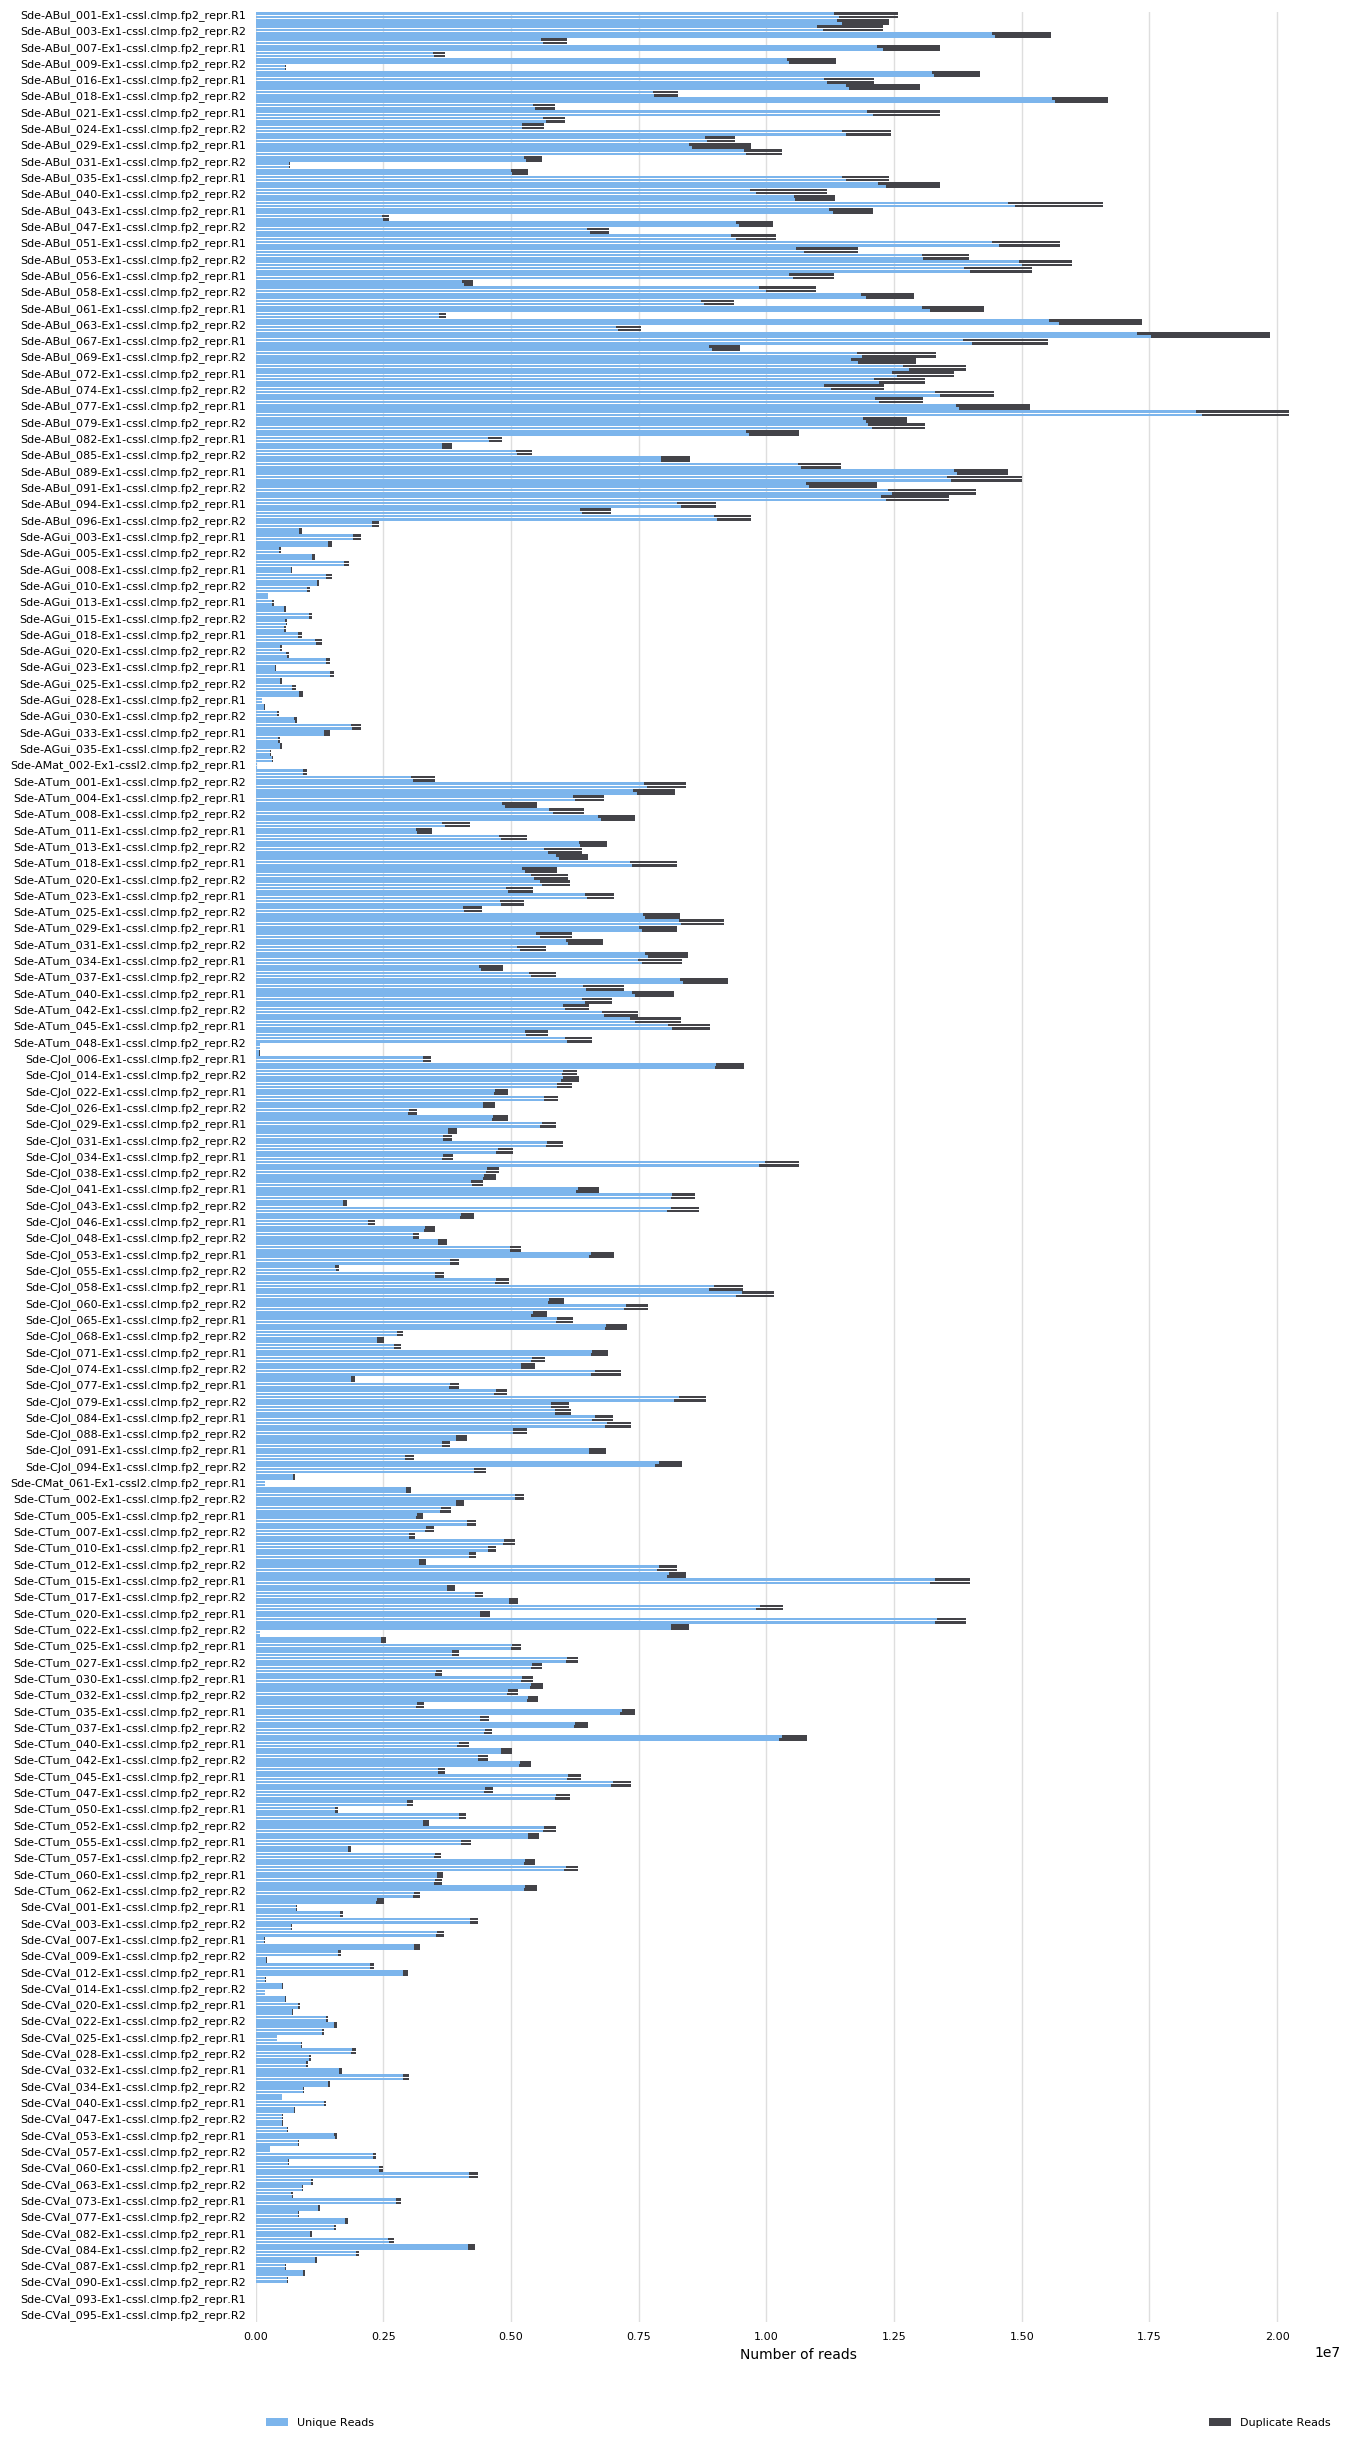 Sde-ABul_001-Ex1-cssl.clmp.fp2_repr.R1
Sde-ABul_003-Ex1-cssl.clmp.fp2_repr.R2
Sde-ABul_007-Ex1-cssl.clmp.fp2_repr.R1
Sde-ABul_009-Ex1-cssl.clmp.fp2_repr.R2
Sde-ABul_016-Ex1-cssl.clmp.fp2_repr.R1
Sde-ABul_018-Ex1-cssl.clmp.fp2_repr.R2
Sde-ABul_021-Ex1-cssl.clmp.fp2_repr.R1
Sde-ABul_024-Ex1-cssl.clmp.fp2_repr.R2
Sde-ABul_029-Ex1-cssl.clmp.fp2_repr.R1
Sde-ABul_031-Ex1-cssl.clmp.fp2_repr.R2
Sde-ABul_035-Ex1-cssl.clmp.fp2_repr.R1
Sde-ABul_040-Ex1-cssl.clmp.fp2_repr.R2
Sde-ABul_043-Ex1-cssl.clmp.fp2_repr.R1
Sde-ABul_047-Ex1-cssl.clmp.fp2_repr.R2
Sde-ABul_051-Ex1-cssl.clmp.fp2_repr.R1
Sde-ABul_053-Ex1-cssl.clmp.fp2_repr.R2
Sde-ABul_056-Ex1-cssl.clmp.fp2_repr.R1
Sde-ABul_058-Ex1-cssl.clmp.fp2_repr.R2
Sde-ABul_061-Ex1-cssl.clmp.fp2_repr.R1
Sde-ABul_063-Ex1-cssl.clmp.fp2_repr.R2
Sde-ABul_067-Ex1-cssl.clmp.fp2_repr.R1
Sde-ABul_069-Ex1-cssl.clmp.fp2_repr.R2
Sde-ABul_072-Ex1-cssl.clmp.fp2_repr.R1
Sde-ABul_074-Ex1-cssl.clmp.fp2_repr.R2
Sde-ABul_077-Ex1-cssl.clmp.fp2_repr.R1
Sde-ABul_079-Ex1-cssl.clmp.fp2_repr.R2
Sde-ABul_082-Ex1-cssl.clmp.fp2_repr.R1
Sde-ABul_085-Ex1-cssl.clmp.fp2_repr.R2
Sde-ABul_089-Ex1-cssl.clmp.fp2_repr.R1
Sde-ABul_091-Ex1-cssl.clmp.fp2_repr.R2
Sde-ABul_094-Ex1-cssl.clmp.fp2_repr.R1
Sde-ABul_096-Ex1-cssl.clmp.fp2_repr.R2
Sde-AGui_003-Ex1-cssl.clmp.fp2_repr.R1
Sde-AGui_005-Ex1-cssl.clmp.fp2_repr.R2
Sde-AGui_008-Ex1-cssl.clmp.fp2_repr.R1
Sde-AGui_010-Ex1-cssl.clmp.fp2_repr.R2
Sde-AGui_013-Ex1-cssl.clmp.fp2_repr.R1
Sde-AGui_015-Ex1-cssl.clmp.fp2_repr.R2
Sde-AGui_018-Ex1-cssl.clmp.fp2_repr.R1
Sde-AGui_020-Ex1-cssl.clmp.fp2_repr.R2
Sde-AGui_023-Ex1-cssl.clmp.fp2_repr.R1
Sde-AGui_025-Ex1-cssl.clmp.fp2_repr.R2
Sde-AGui_028-Ex1-cssl.clmp.fp2_repr.R1
Sde-AGui_030-Ex1-cssl.clmp.fp2_repr.R2
Sde-AGui_033-Ex1-cssl.clmp.fp2_repr.R1
Sde-AGui_035-Ex1-cssl.clmp.fp2_repr.R2
Sde-AMat_002-Ex1-cssl2.clmp.fp2_repr.R1
Sde-ATum_001-Ex1-cssl.clmp.fp2_repr.R2
Sde-ATum_004-Ex1-cssl.clmp.fp2_repr.R1
Sde-ATum_008-Ex1-cssl.clmp.fp2_repr.R2
Sde-ATum_011-Ex1-cssl.clmp.fp2_repr.R1
Sde-ATum_013-Ex1-cssl.clmp.fp2_repr.R2
Sde-ATum_018-Ex1-cssl.clmp.fp2_repr.R1
Sde-ATum_020-Ex1-cssl.clmp.fp2_repr.R2
Sde-ATum_023-Ex1-cssl.clmp.fp2_repr.R1
Sde-ATum_025-Ex1-cssl.clmp.fp2_repr.R2
Sde-ATum_029-Ex1-cssl.clmp.fp2_repr.R1
Sde-ATum_031-Ex1-cssl.clmp.fp2_repr.R2
Sde-ATum_034-Ex1-cssl.clmp.fp2_repr.R1
Sde-ATum_037-Ex1-cssl.clmp.fp2_repr.R2
Sde-ATum_040-Ex1-cssl.clmp.fp2_repr.R1
Sde-ATum_042-Ex1-cssl.clmp.fp2_repr.R2
Sde-ATum_045-Ex1-cssl.clmp.fp2_repr.R1
Sde-ATum_048-Ex1-cssl.clmp.fp2_repr.R2
Sde-CJol_006-Ex1-cssl.clmp.fp2_repr.R1
Sde-CJol_014-Ex1-cssl.clmp.fp2_repr.R2
Sde-CJol_022-Ex1-cssl.clmp.fp2_repr.R1
Sde-CJol_026-Ex1-cssl.clmp.fp2_repr.R2
Sde-CJol_029-Ex1-cssl.clmp.fp2_repr.R1
Sde-CJol_031-Ex1-cssl.clmp.fp2_repr.R2
Sde-CJol_034-Ex1-cssl.clmp.fp2_repr.R1
Sde-CJol_038-Ex1-cssl.clmp.fp2_repr.R2
Sde-CJol_041-Ex1-cssl.clmp.fp2_repr.R1
Sde-CJol_043-Ex1-cssl.clmp.fp2_repr.R2
Sde-CJol_046-Ex1-cssl.clmp.fp2_repr.R1
Sde-CJol_048-Ex1-cssl.clmp.fp2_repr.R2
Sde-CJol_053-Ex1-cssl.clmp.fp2_repr.R1
Sde-CJol_055-Ex1-cssl.clmp.fp2_repr.R2
Sde-CJol_058-Ex1-cssl.clmp.fp2_repr.R1
Sde-CJol_060-Ex1-cssl.clmp.fp2_repr.R2
Sde-CJol_065-Ex1-cssl.clmp.fp2_repr.R1
Sde-CJol_068-Ex1-cssl.clmp.fp2_repr.R2
Sde-CJol_071-Ex1-cssl.clmp.fp2_repr.R1
Sde-CJol_074-Ex1-cssl.clmp.fp2_repr.R2
Sde-CJol_077-Ex1-cssl.clmp.fp2_repr.R1
Sde-CJol_079-Ex1-cssl.clmp.fp2_repr.R2
Sde-CJol_084-Ex1-cssl.clmp.fp2_repr.R1
Sde-CJol_088-Ex1-cssl.clmp.fp2_repr.R2
Sde-CJol_091-Ex1-cssl.clmp.fp2_repr.R1
Sde-CJol_094-Ex1-cssl.clmp.fp2_repr.R2
Sde-CMat_061-Ex1-cssl2.clmp.fp2_repr.R1
Sde-CTum_002-Ex1-cssl.clmp.fp2_repr.R2
Sde-CTum_005-Ex1-cssl.clmp.fp2_repr.R1
Sde-CTum_007-Ex1-cssl.clmp.fp2_repr.R2
Sde-CTum_010-Ex1-cssl.clmp.fp2_repr.R1
Sde-CTum_012-Ex1-cssl.clmp.fp2_repr.R2
Sde-CTum_015-Ex1-cssl.clmp.fp2_repr.R1
Sde-CTum_017-Ex1-cssl.clmp.fp2_repr.R2
Sde-CTum_020-Ex1-cssl.clmp.fp2_repr.R1
Sde-CTum_022-Ex1-cssl.clmp.fp2_repr.R2
Sde-CTum_025-Ex1-cssl.clmp.fp2_repr.R1
Sde-CTum_027-Ex1-cssl.clmp.fp2_repr.R2
Sde-CTum_030-Ex1-cssl.clmp.fp2_repr.R1
Sde-CTum_032-Ex1-cssl.clmp.fp2_repr.R2
Sde-CTum_035-Ex1-cssl.clmp.fp2_repr.R1
Sde-CTum_037-Ex1-cssl.clmp.fp2_repr.R2
Sde-CTum_040-Ex1-cssl.clmp.fp2_repr.R1
Sde-CTum_042-Ex1-cssl.clmp.fp2_repr.R2
Sde-CTum_045-Ex1-cssl.clmp.fp2_repr.R1
Sde-CTum_047-Ex1-cssl.clmp.fp2_repr.R2
Sde-CTum_050-Ex1-cssl.clmp.fp2_repr.R1
Sde-CTum_052-Ex1-cssl.clmp.fp2_repr.R2
Sde-CTum_055-Ex1-cssl.clmp.fp2_repr.R1
Sde-CTum_057-Ex1-cssl.clmp.fp2_repr.R2
Sde-CTum_060-Ex1-cssl.clmp.fp2_repr.R1
Sde-CTum_062-Ex1-cssl.clmp.fp2_repr.R2
Sde-CVal_001-Ex1-cssl.clmp.fp2_repr.R1
Sde-CVal_003-Ex1-cssl.clmp.fp2_repr.R2
Sde-CVal_007-Ex1-cssl.clmp.fp2_repr.R1
Sde-CVal_009-Ex1-cssl.clmp.fp2_repr.R2
Sde-CVal_012-Ex1-cssl.clmp.fp2_repr.R1
Sde-CVal_014-Ex1-cssl.clmp.fp2_repr.R2
Sde-CVal_020-Ex1-cssl.clmp.fp2_repr.R1
Sde-CVal_022-Ex1-cssl.clmp.fp2_repr.R2
Sde-CVal_025-Ex1-cssl.clmp.fp2_repr.R1
Sde-CVal_028-Ex1-cssl.clmp.fp2_repr.R2
Sde-CVal_032-Ex1-cssl.clmp.fp2_repr.R1
Sde-CVal_034-Ex1-cssl.clmp.fp2_repr.R2
Sde-CVal_040-Ex1-cssl.clmp.fp2_repr.R1
Sde-CVal_047-Ex1-cssl.clmp.fp2_repr.R2
Sde-CVal_053-Ex1-cssl.clmp.fp2_repr.R1
Sde-CVal_057-Ex1-cssl.clmp.fp2_repr.R2
Sde-CVal_060-Ex1-cssl.clmp.fp2_repr.R1
Sde-CVal_063-Ex1-cssl.clmp.fp2_repr.R2
Sde-CVal_073-Ex1-cssl.clmp.fp2_repr.R1
Sde-CVal_077-Ex1-cssl.clmp.fp2_repr.R2
Sde-CVal_082-Ex1-cssl.clmp.fp2_repr.R1
Sde-CVal_084-Ex1-cssl.clmp.fp2_repr.R2
Sde-CVal_087-Ex1-cssl.clmp.fp2_repr.R1
Sde-CVal_090-Ex1-cssl.clmp.fp2_repr.R2
Sde-CVal_093-Ex1-cssl.clmp.fp2_repr.R1
Sde-CVal_095-Ex1-cssl.clmp.fp2_repr.R2
0.00 0.25 0.50 0.75 1.00 1.25 1.50 1.75 2.00
Number of reads 1e7
Unique Reads Duplicate Reads